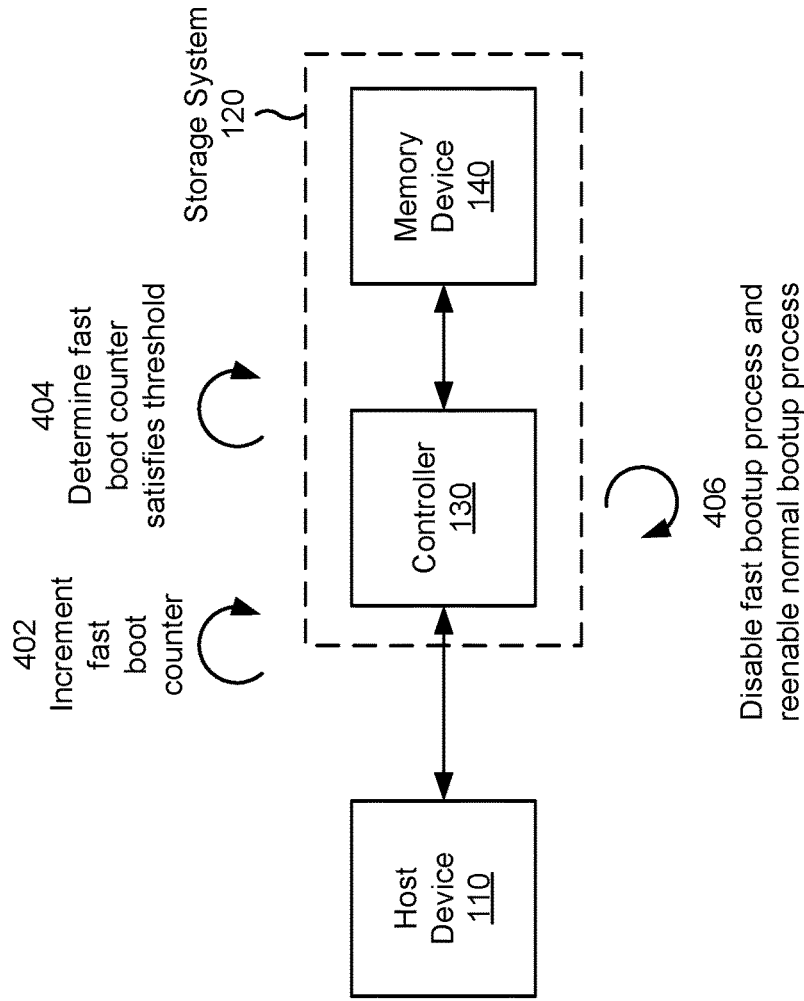 402
Increment
fast
boot
counter
404
Determine fast
boot counter
satisfies threshold
Storage System
120
Host
Device
110
Controller
130
Memory
Device
140
406
Disable fast bootup process and
reenable normal bootup process